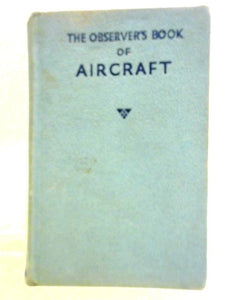 THE OBSERVER'S BOOK
OF
AIRCRAFT